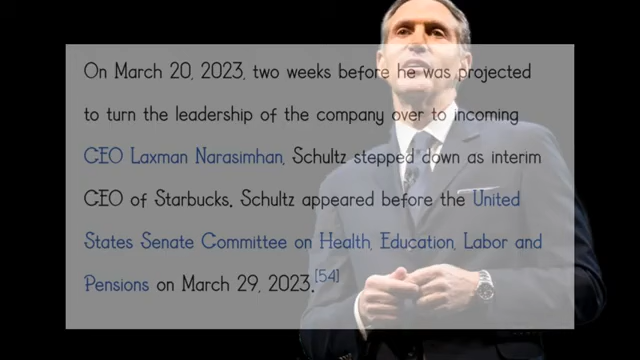 On March 20, 2023, two weeks before he was projected
to turn the leadership of the company over to incoming
CEO Laxman Narasimhan, Schultz stepped down as interim
CEO of Starbucks. Schultz appeared before the United
States Senate Committee on Health, Education, Labor and
Pensions on March 29, 2023.[54]